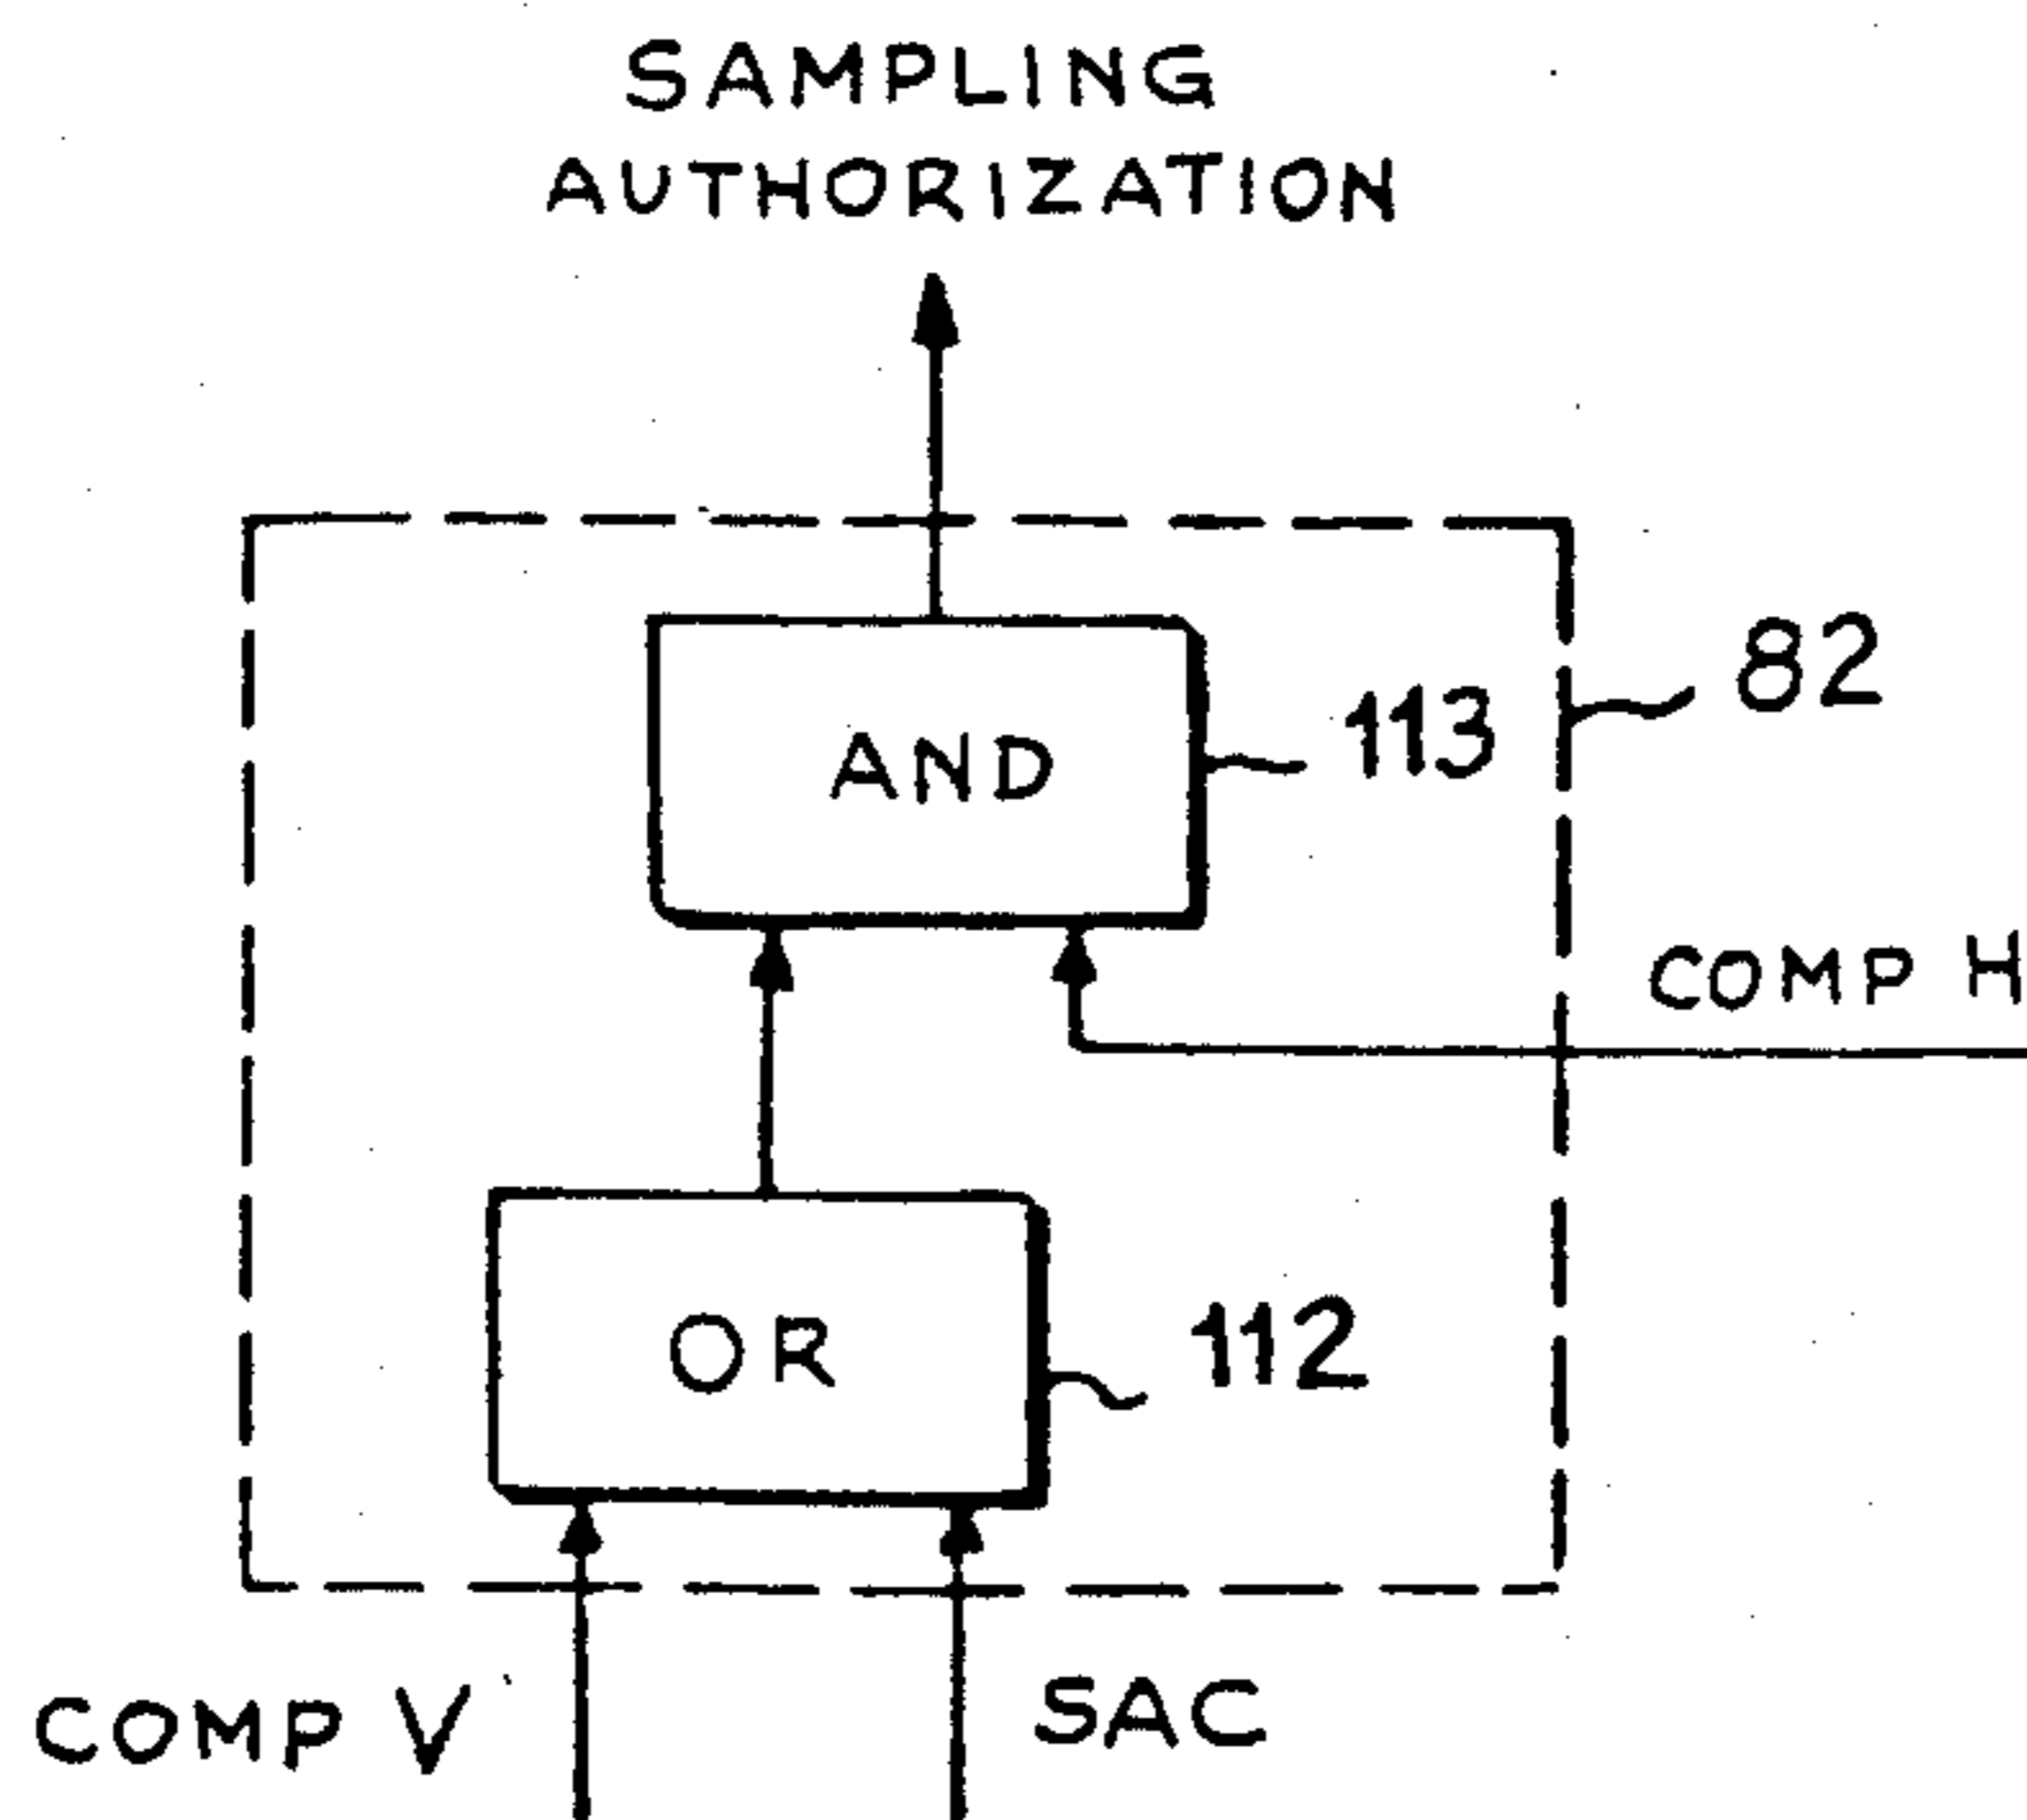 SAMPLING
AUTHORIZATION
82
113
AND
COMP H
OR
112
COMP V
SAC